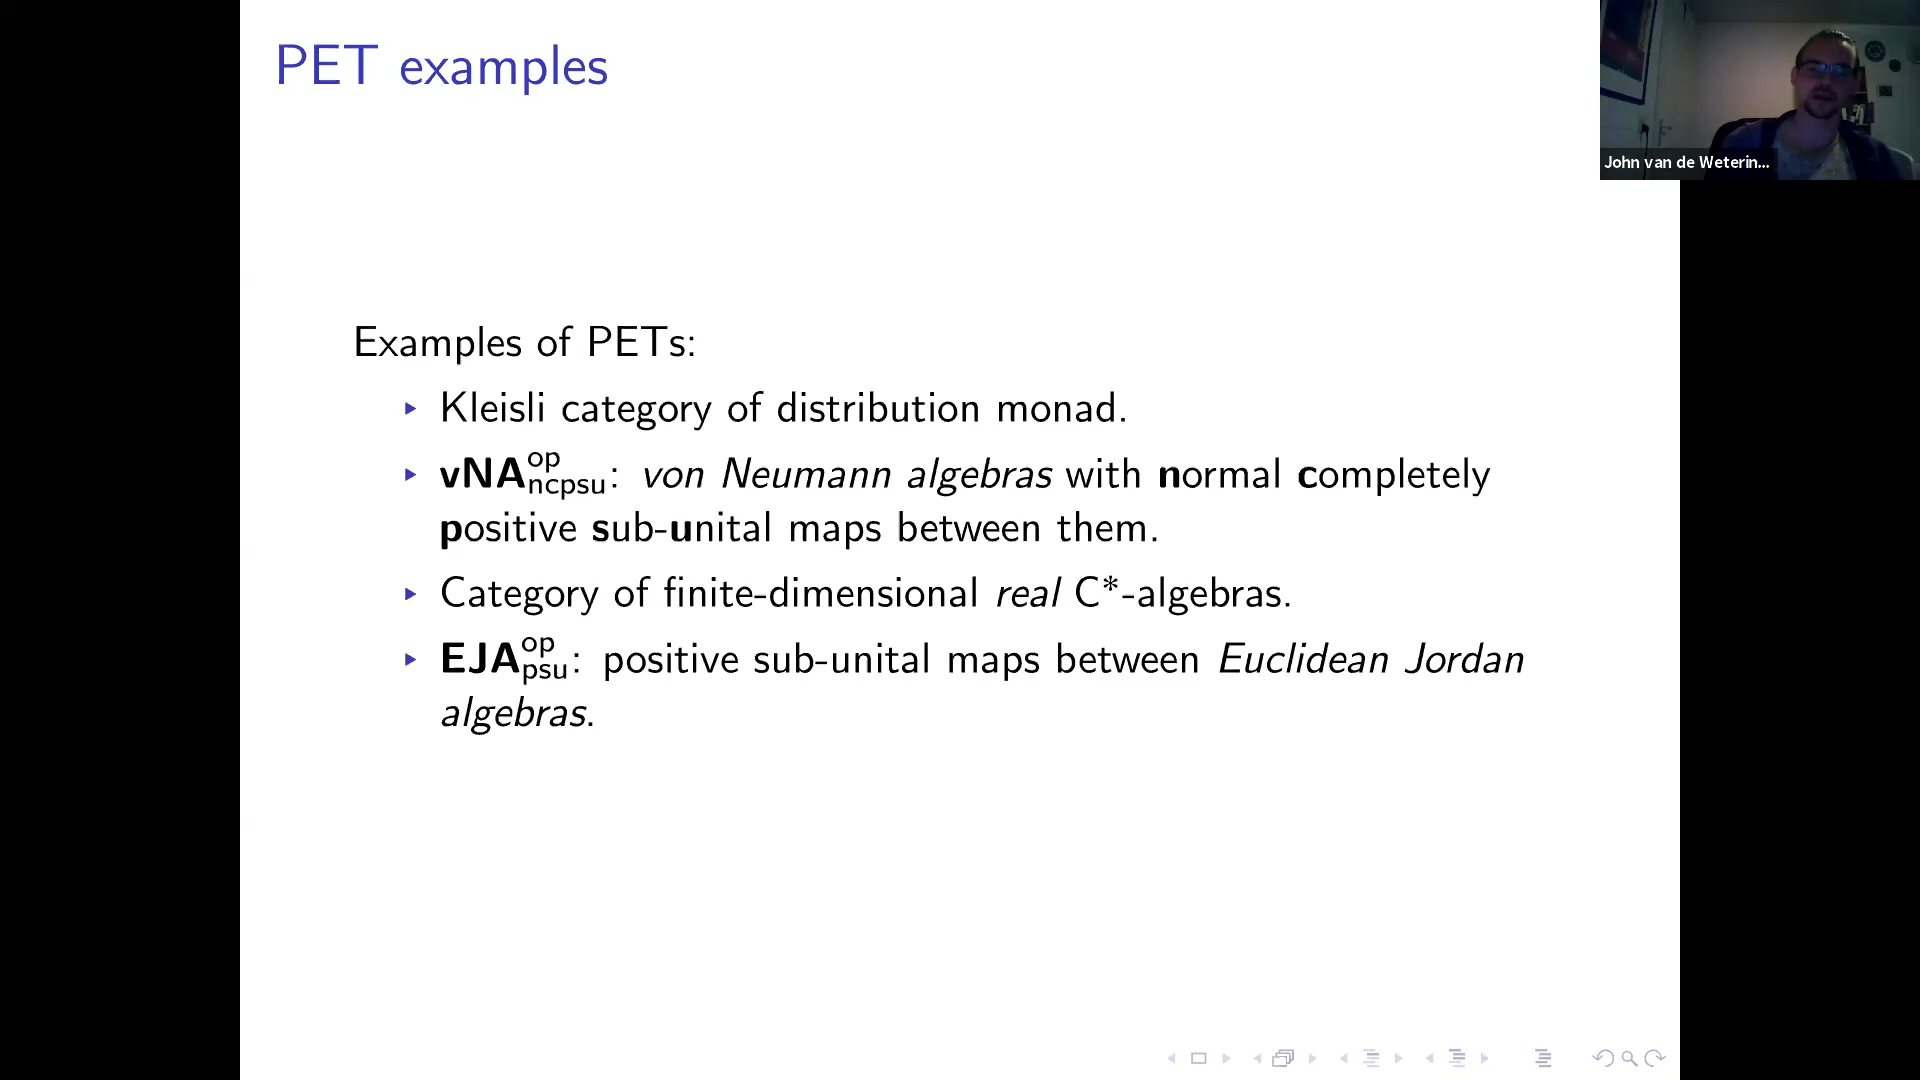 PET examples
John van de Weterin...
Examples of PETs:
▸ Kleisli category of distribution monad.
▸ vNA^op_ncpsu: von Neumann algebras with normal completely
positive sub-unital maps between them.
▸ Category of finite-dimensional real C*-algebras.
▸ EJA^op_psu: positive sub-unital maps between Euclidean Jordan
algebras.